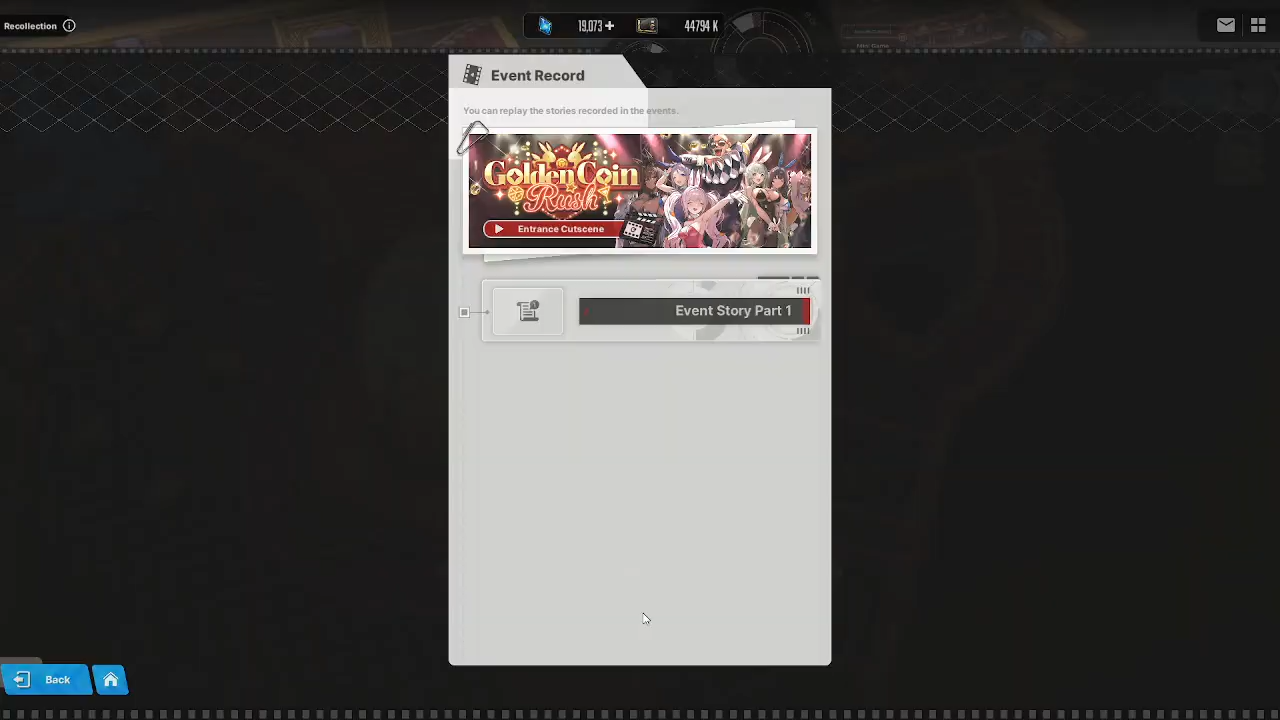 Recollection
19,073
44794 K
Event Record
You can replay the stories recorded in the events.
Golden Coin
Rush
Entrance Cutscene
Event Story Part 1
Back